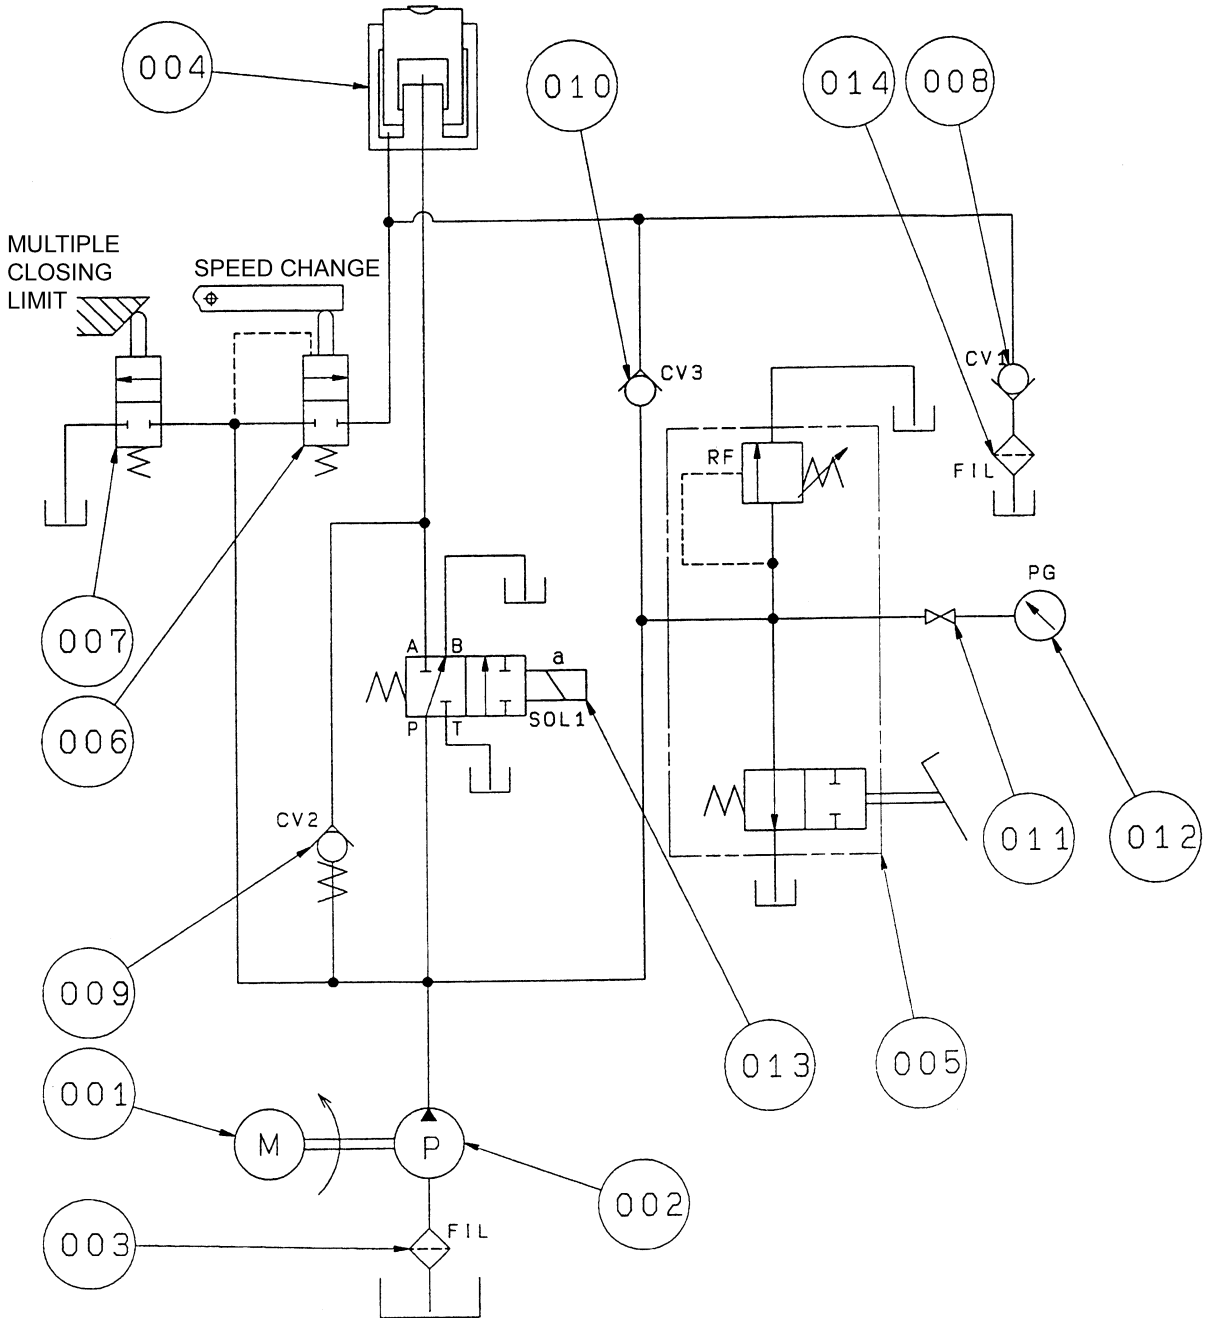 004
010
014
008
MULTIPLE
CLOSING
LIMIT
SPEED CHANGE
CV3
CV1
RF
FIL
PG
007
A B
a
006
P T
SOL1
CV2
011
012
009
013
005
001
M
P
002
003
FIL